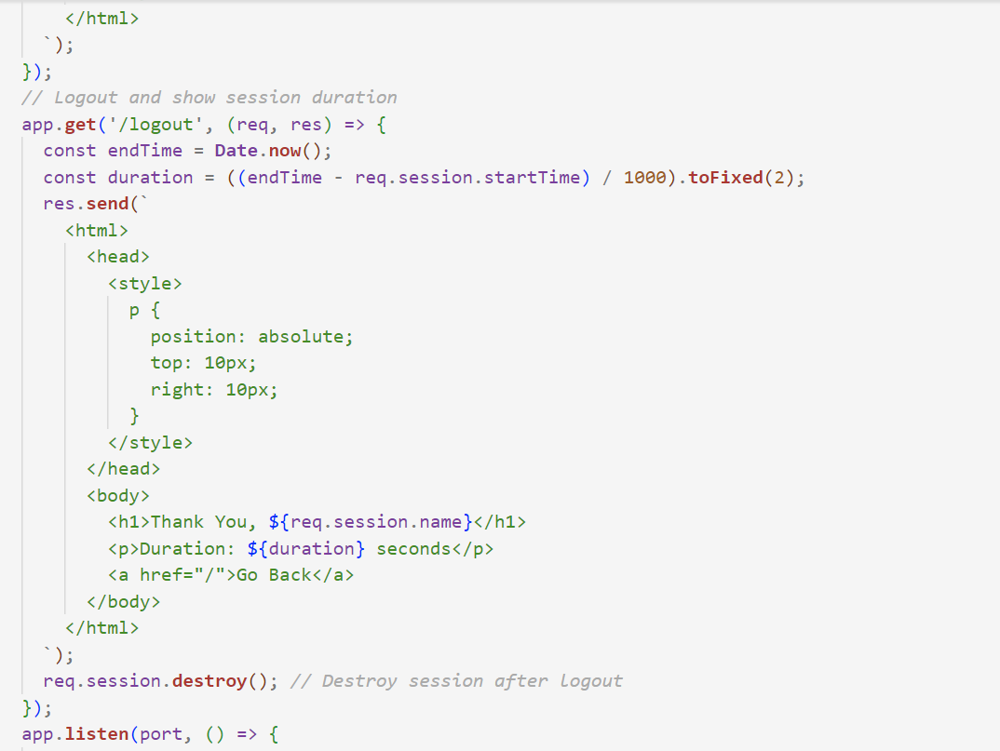 </html>
`);
});
// Logout and show session duration
app.get('/logout', (req, res) => {
const endTime = Date.now();
const duration = ((endTime - req.session.startTime) / 1000).toFixed(2);
res.send(`
<html>
<head>
<style>
p {
position: absolute;
top: 10px;
right: 10px;
}
</style>
</head>
<body>
<h1>Thank You, ${req.session.name}</h1>
<p>Duration: ${duration} seconds</p>
<a href="/">Go Back</a>
</body>
</html>
`);
req.session.destroy(); // Destroy session after logout
});
app.listen(port, () => {